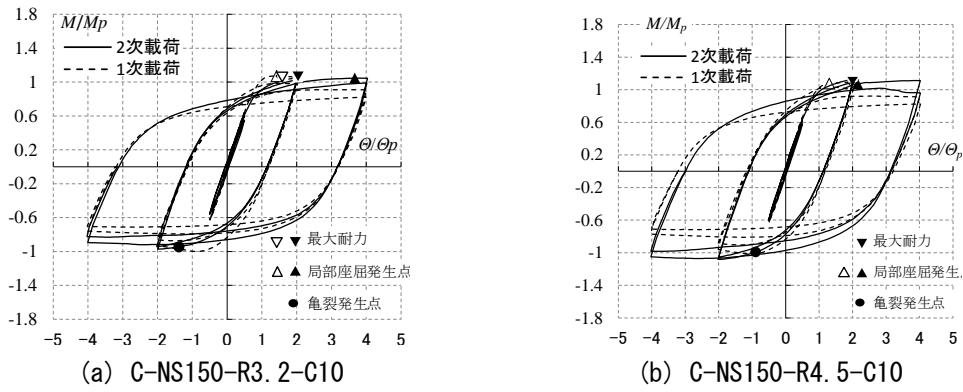 M/Mp
2次載荷
1次載荷
Θ/Θp
▽▼最大耐力
△▲局部座屈発生点
●亀裂発生点
1.8
1.4
1
0.6
0.2
-0.2
-0.6
-1
-1.4
-1.8
-5 -4 -3 -2 -1 0 1 2 3 4 5
(a) C-NS150-R3.2-C10
M/Mp
2次載荷
1次載荷
Θ/Θp
▼最大耐力
△▲局部座屈発生点
●亀裂発生点
1.8
1.4
1
0.6
0.2
-0.2
-0.6
-1
-1.4
-1.8
-5 -4 -3 -2 -1 0 1 2 3 4 5
(b) C-NS150-R4.5-C10